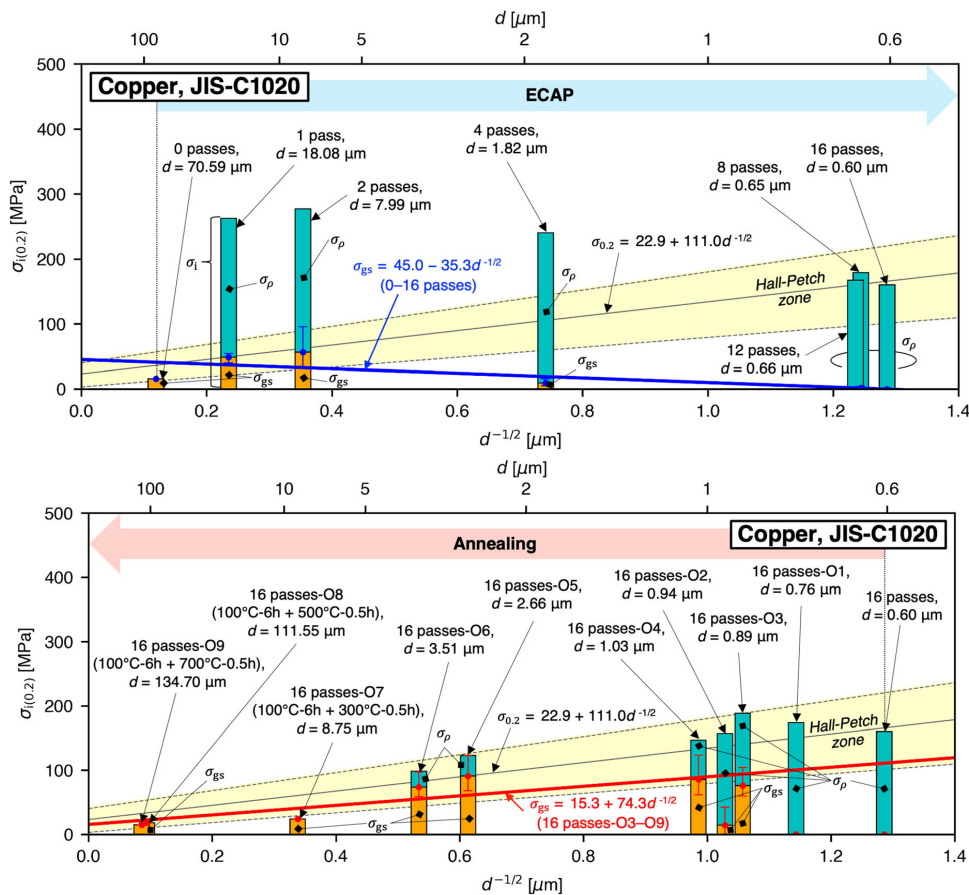 d [µm]
100 10 5 2 1 0.6
500
400
300
200
100
0
σi(0.2) [MPa]
Copper, JIS-C1020
ECAP
0 passes,
d = 70.59 µm
1 pass,
d = 18.08 µm
2 passes,
d = 7.99 µm
4 passes,
d = 1.82 µm
8 passes,
d = 0.65 µm
16 passes,
d = 0.60 µm
σi
σρ
σρ
σgs = 45.0 – 35.3d -1/2
(0–16 passes)
σρ
σ0.2 = 22.9 + 111.0d -1/2
Hall-Petch
zone
12 passes,
d = 0.66 µm
σρ
σgs
σgs
σgs
0.0 0.2 0.4 0.6 0.8 1.0 1.2 1.4
d−1/2 [µm]
d [µm]
100 10 5 2 1 0.6
500
400
300
200
100
0
σi(0.2) [MPa]
Annealing
Copper, JIS-C1020
16 passes-O9
(100°C-6h + 700°C-0.5h),
d = 134.70 µm
16 passes-O8
(100°C-6h + 500°C-0.5h)
d = 111.55 µm
16 passes-O7
(100°C-6h + 300°C-0.5h),
d = 8.75 µm
16 passes-O6
d = 3.51 µm
16 passes-O5
d = 2.66 µm
16 passes-O4,
d = 1.03 µm
16 passes-O2,
d = 0.94 µm
16 passes-O3
d = 0.89 µm
16 passes-O1,
d = 0.76 µm
16 passes,
d = 0.60 µm
σgs
σρ
σ0.2 = 22.9 + 111.0d -1/2
Hall-Petch
zone
σgs
σgs = 15.3 + 74.3d -1/2
(16 passes-O3–O9)
σgs
σρ
0.0 0.2 0.4 0.6 0.8 1.0 1.2 1.4
d−1/2 [µm]